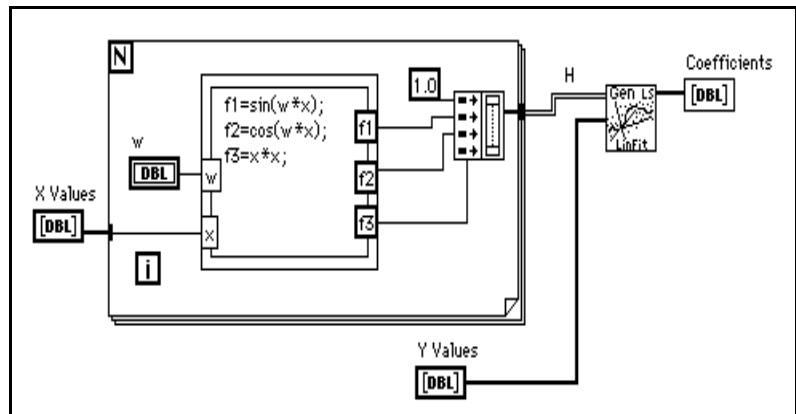 N
f1=sin(w*x);
f2=cos(w*x);
f3=x*x;
f1
f2
f3
w
DBL
w
X Values
[DBL]
x
i
1.0
H
Gen LS
LinFit
Coefficients
[DBL]
Y Values
[DBL]